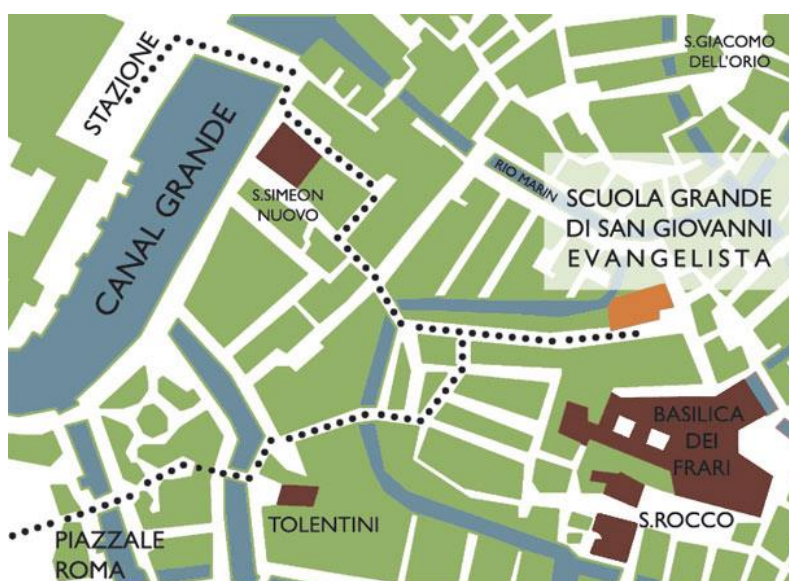 STAZIONE
CANAL GRANDE
S.GIACOMO
DELL'ORIO
S.SIMEON
NUOVO
RIO MARIN
SCUOLA GRANDE
DI SAN GIOVANNI
EVANGELISTA
BASILICA
DEI
FRARI
S.ROCCO
TOLENTINI
PIAZZALE
ROMA